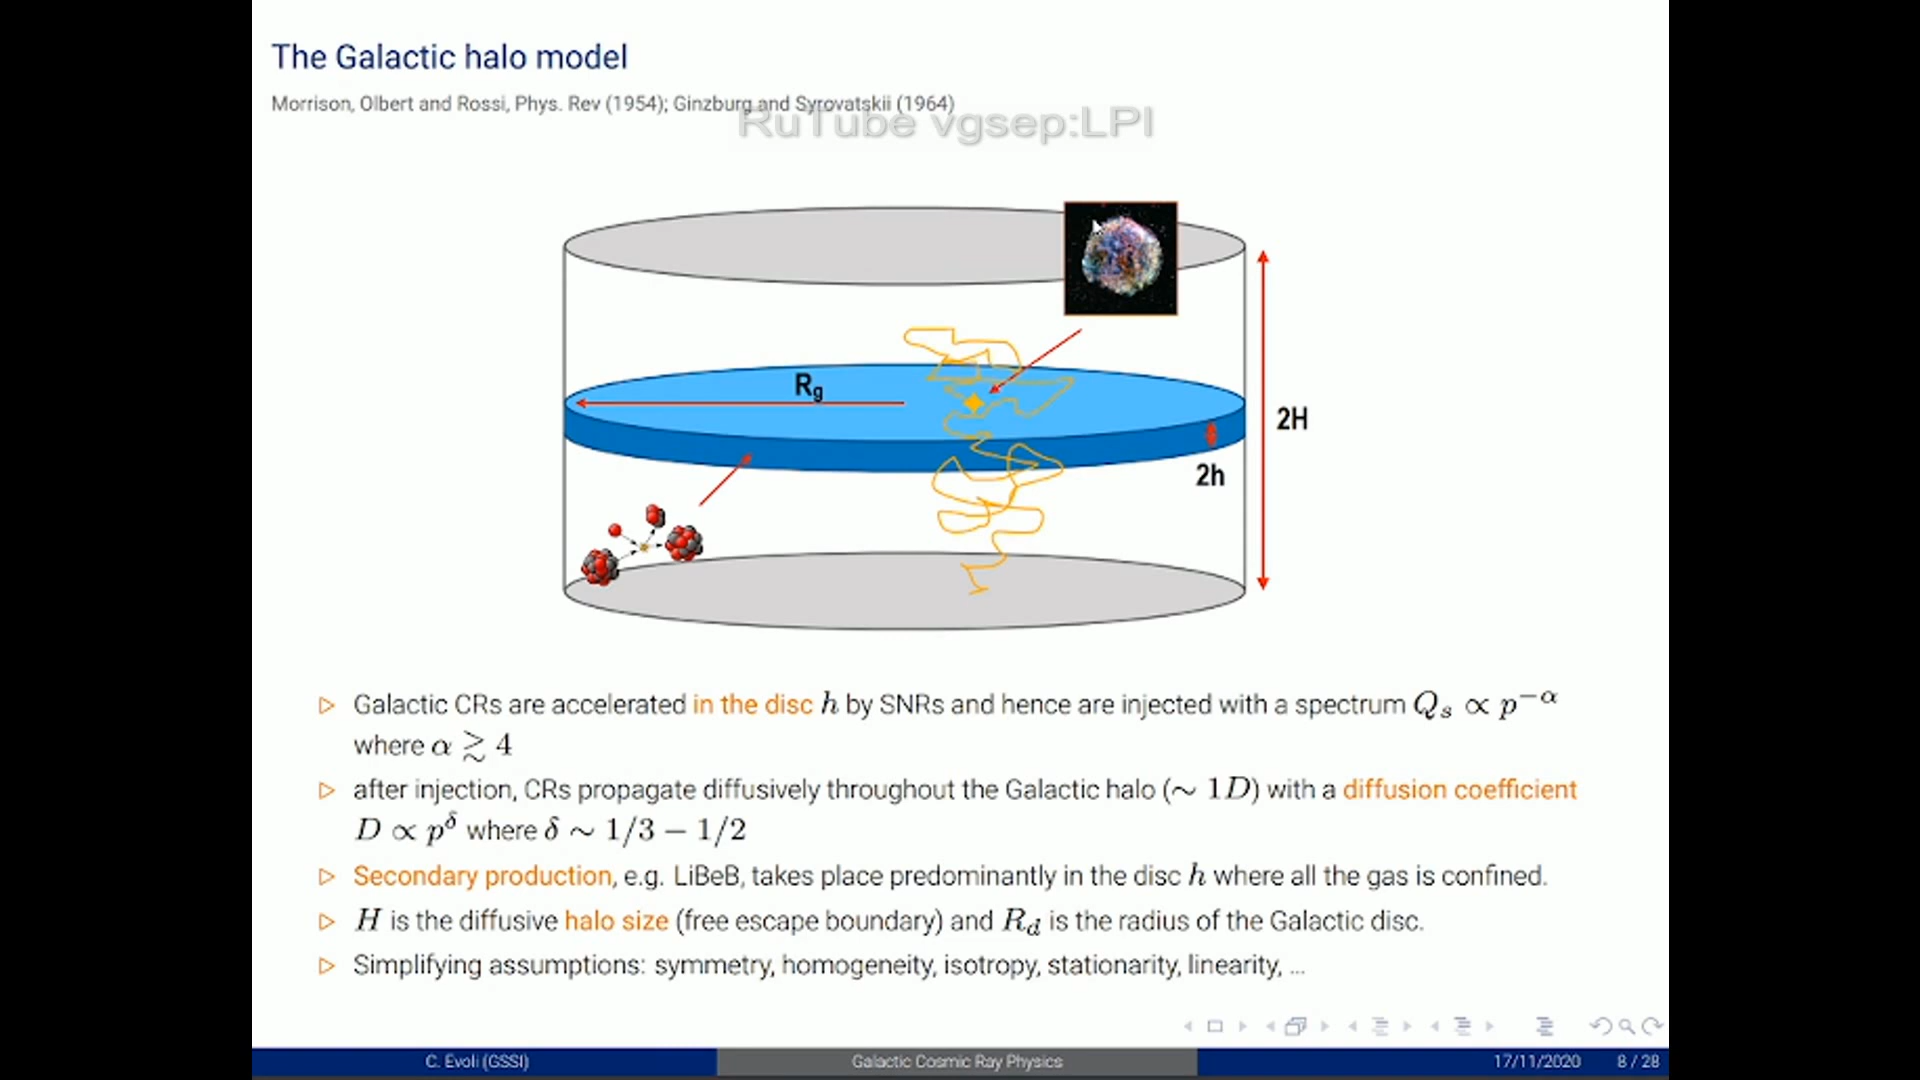 The Galactic halo model
Morrison, Olbert and Rossi, Phys. Rev (1954); Ginzburg and Syrovatskii (1964)
RuTube vgsep:LPI
R_g
2H
2h
▷ Galactic CRs are accelerated in the disc h by SNRs and hence are injected with a spectrum Q_s ∝ p^{−α}
where α ≳ 4
▷ after injection, CRs propagate diffusively throughout the Galactic halo (∼ 1D) with a diffusion coefficient
D ∝ p^δ where δ ∼ 1/3 − 1/2
▷ Secondary production, e.g. LiBeB, takes place predominantly in the disc h where all the gas is confined.
▷ H is the diffusive halo size (free escape boundary) and R_d is the radius of the Galactic disc.
▷ Simplifying assumptions: symmetry, homogeneity, isotropy, stationarity, linearity, ...
C. Evoli (GSSI)
Galactic Cosmic Ray Physics
17/11/2020
8 / 28